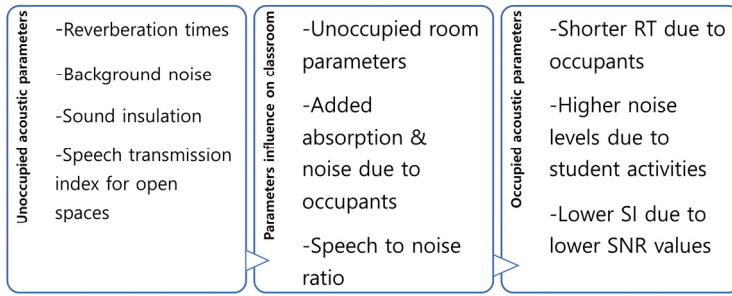 Unoccupied acoustic parameters
-Reverberation times
-Background noise
-Sound insulation
-Speech transmission
index for open
spaces
Parameters influence on classroom
-Unoccupied room
parameters
-Added
absorption &
noise due to
occupants
-Speech to noise
ratio
Occupied acoustic parameters
-Shorter RT due to
occupants
-Higher noise
levels due to
student activities
-Lower SI due to
lower SNR values